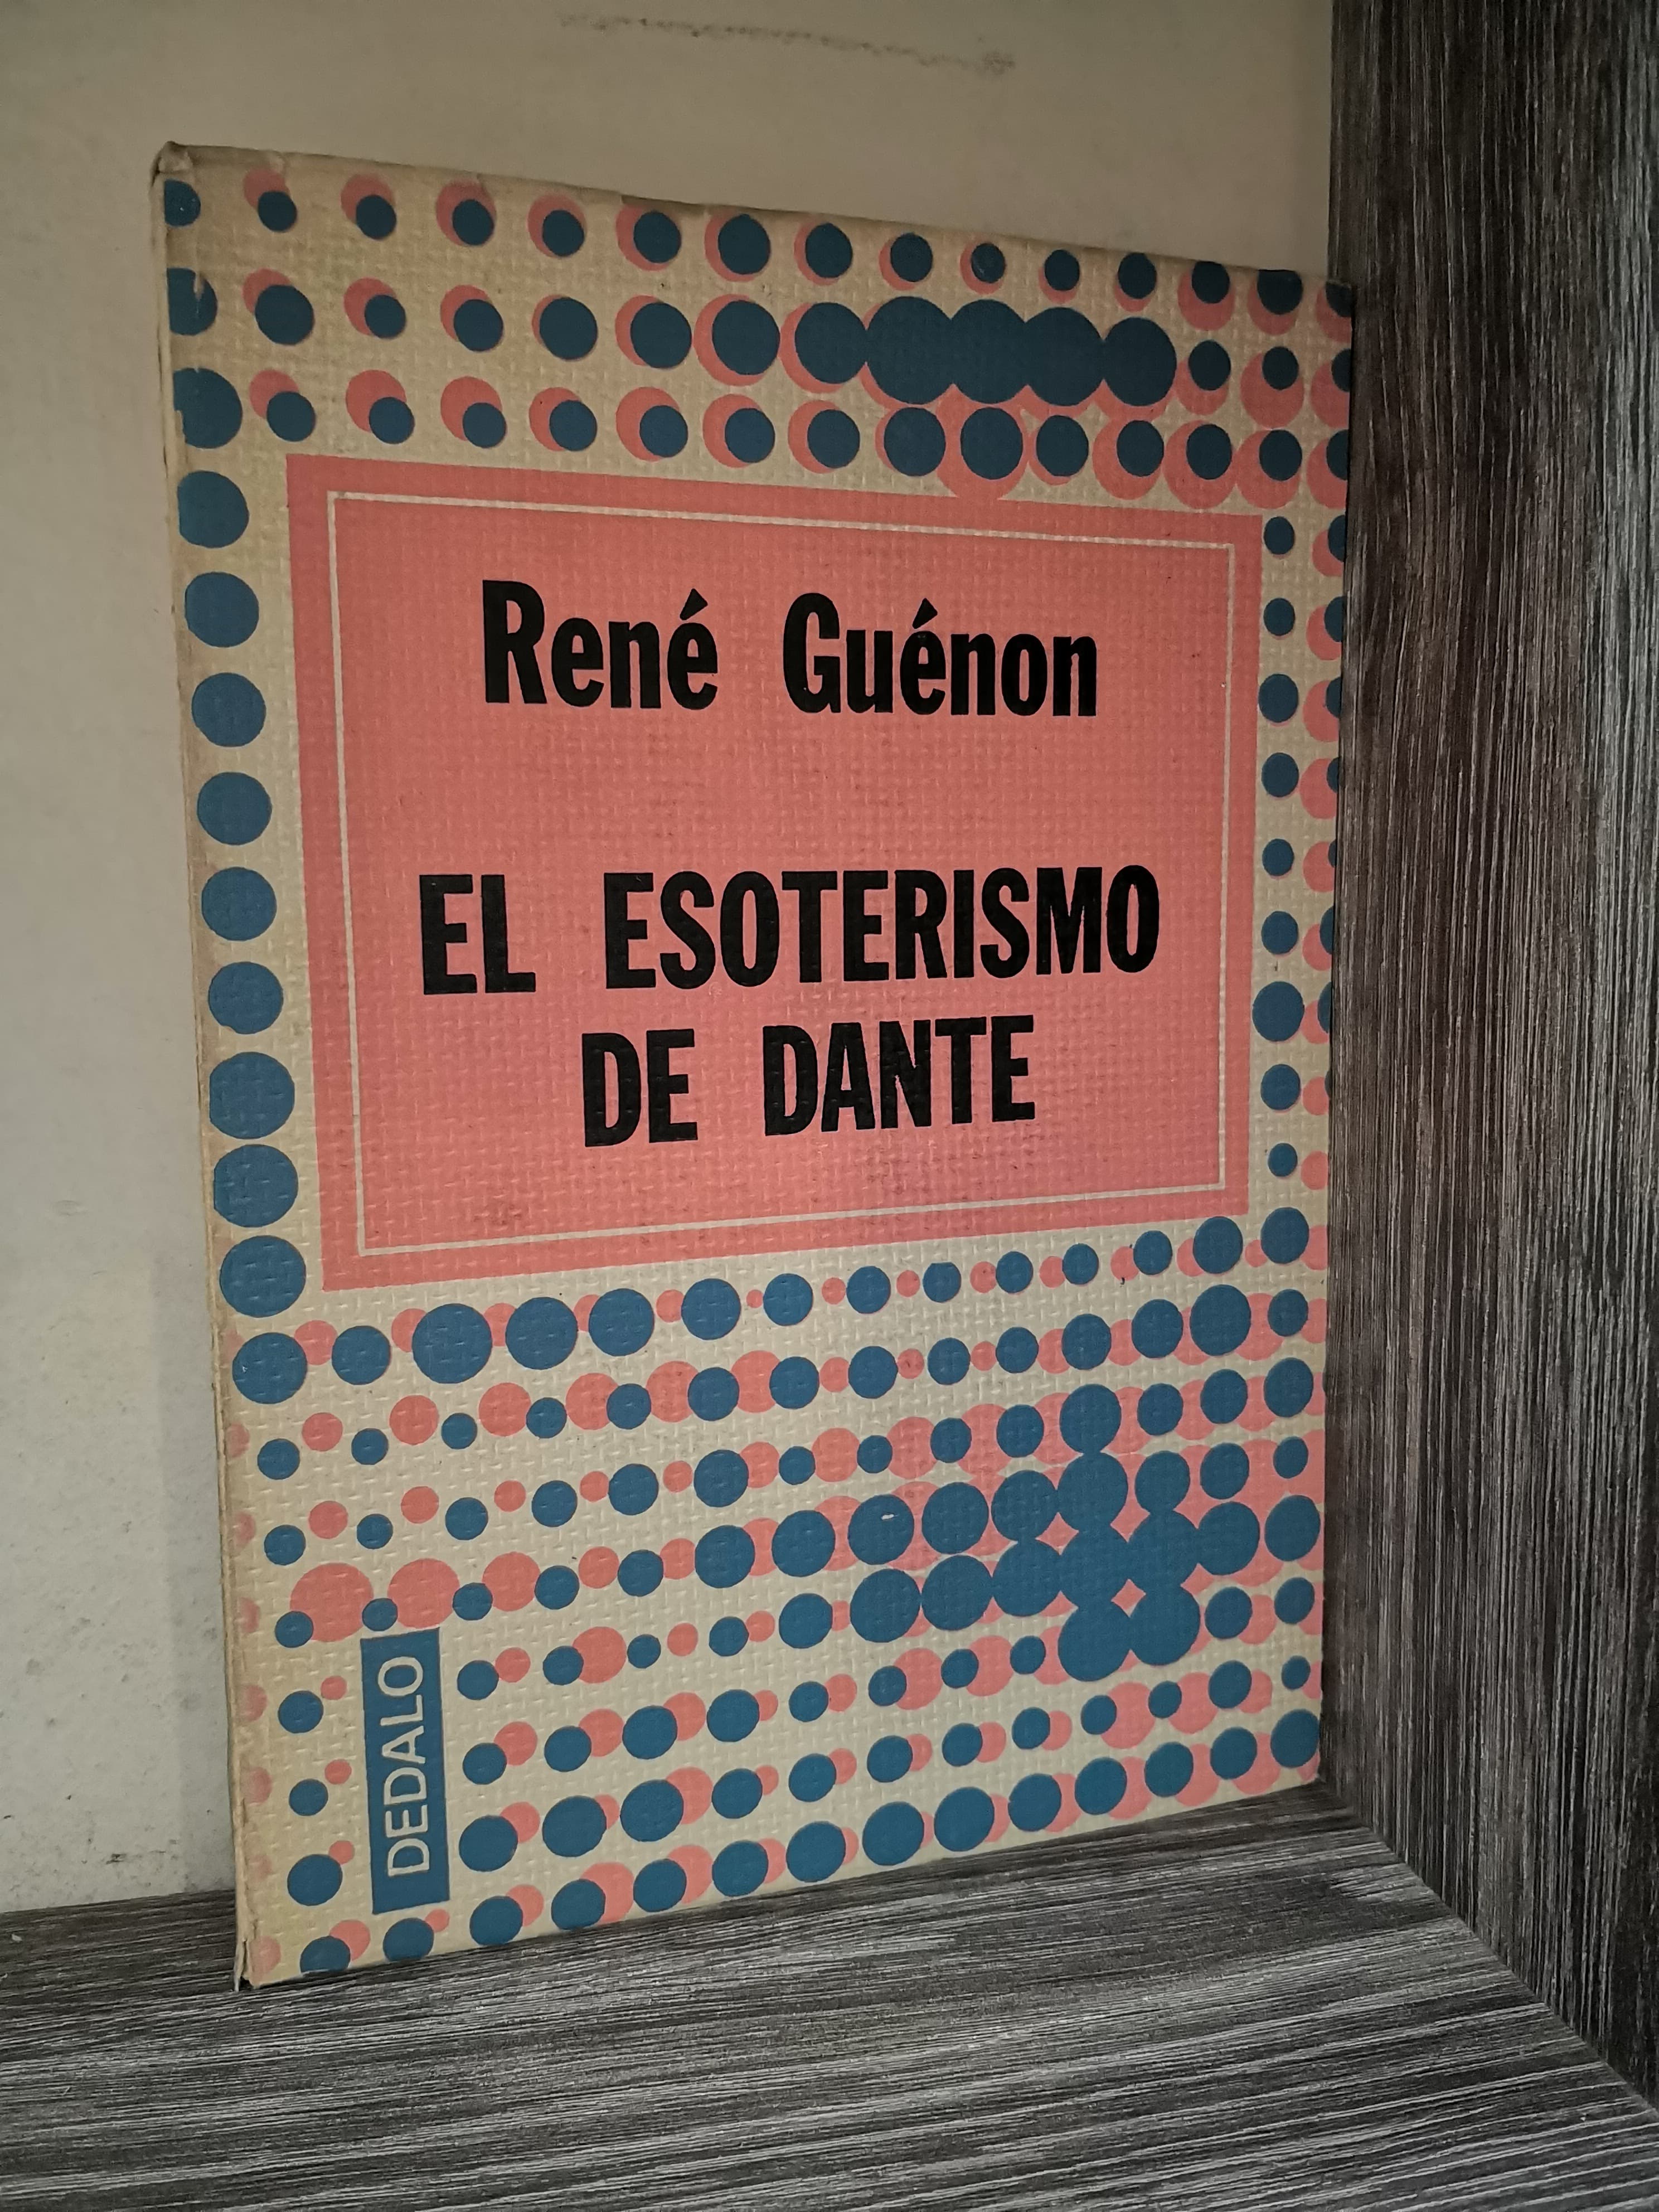 René Guénon
EL ESOTERISMO
DE DANTE
DEDALO